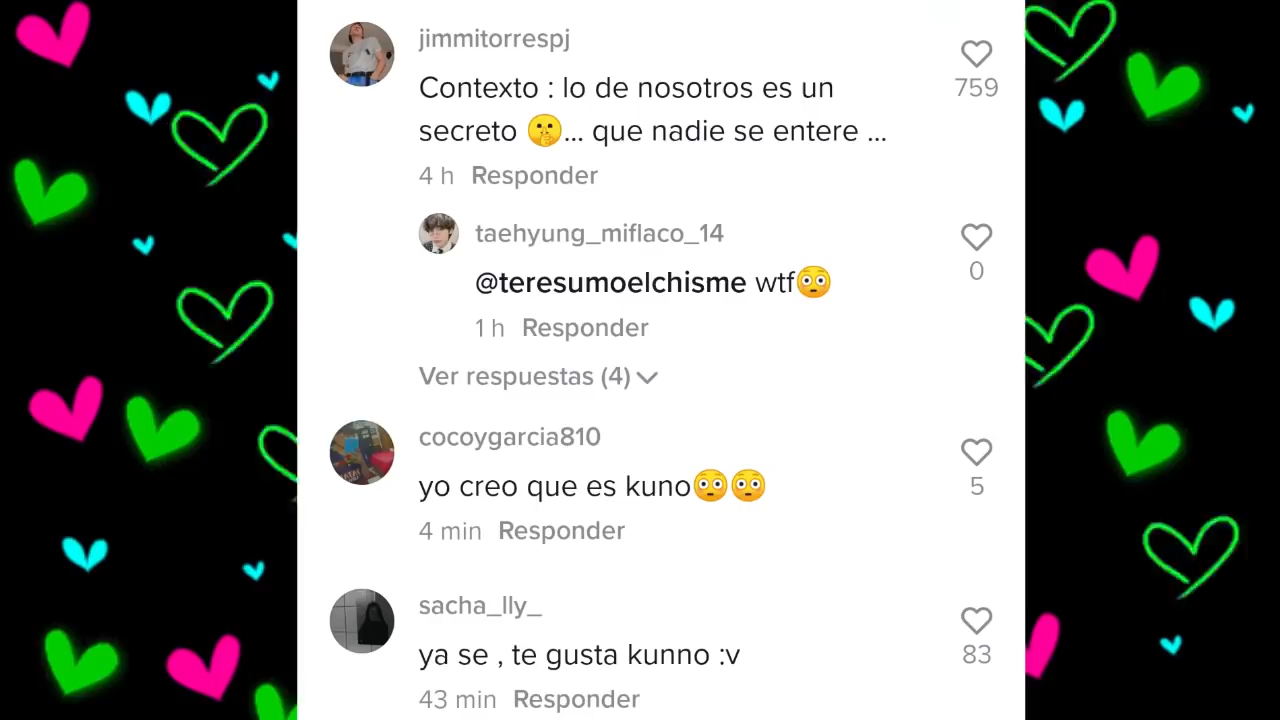 jimmitorrespj
Contexto : lo de nosotros es un
secreto 🤫... que nadie se entere ...
759
4 h Responder
taehyung_miflaco_14
@teresumoelchisme wtf😳
0
1 h Responder
Ver respuestas (4)
cocoygarcia810
yo creo que es kuno😳😳
5
4 min Responder
sacha_lly_
ya se , te gusta kunno :v
83
43 min Responder